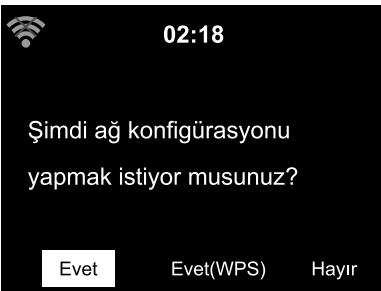 02:18
Şimdi ağ konfigürasyonu
yapmak istiyor musunuz?
Evet Evet(WPS) Hayır